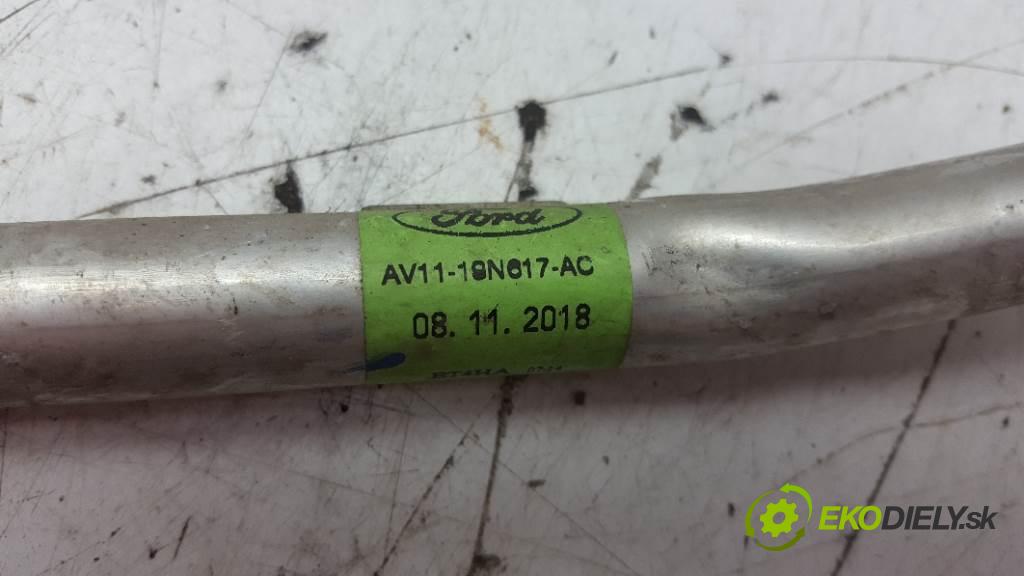 Ford
AV11-19N617-AC
08. 11. 2018
EKODIELY.sk